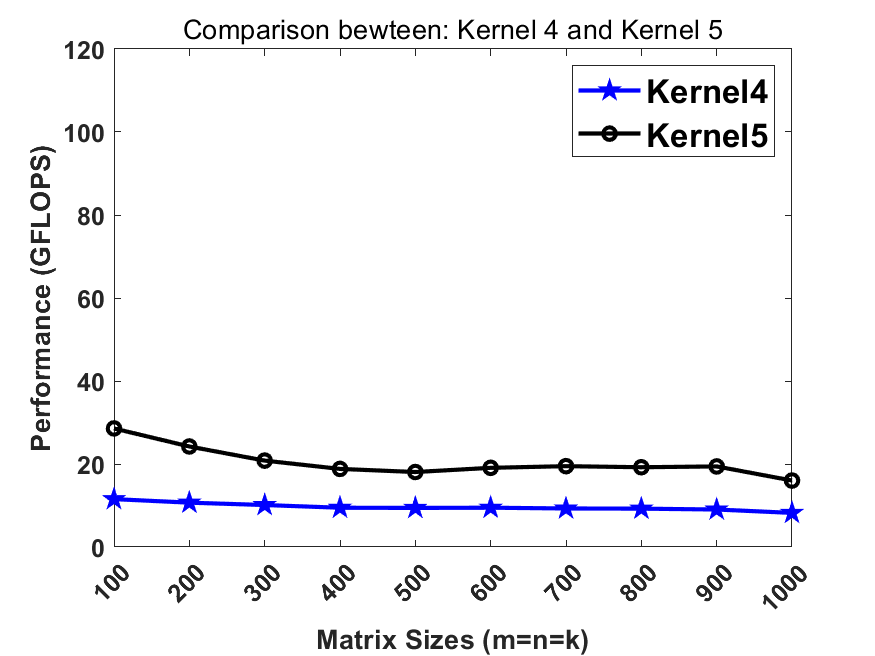 Comparison bewteen: Kernel 4 and Kernel 5
Kernel4
Kernel5
Performance (GFLOPS)
120
100
80
60
40
20
0
100 200 300 400 500 600 700 800 900 1000
Matrix Sizes (m=n=k)